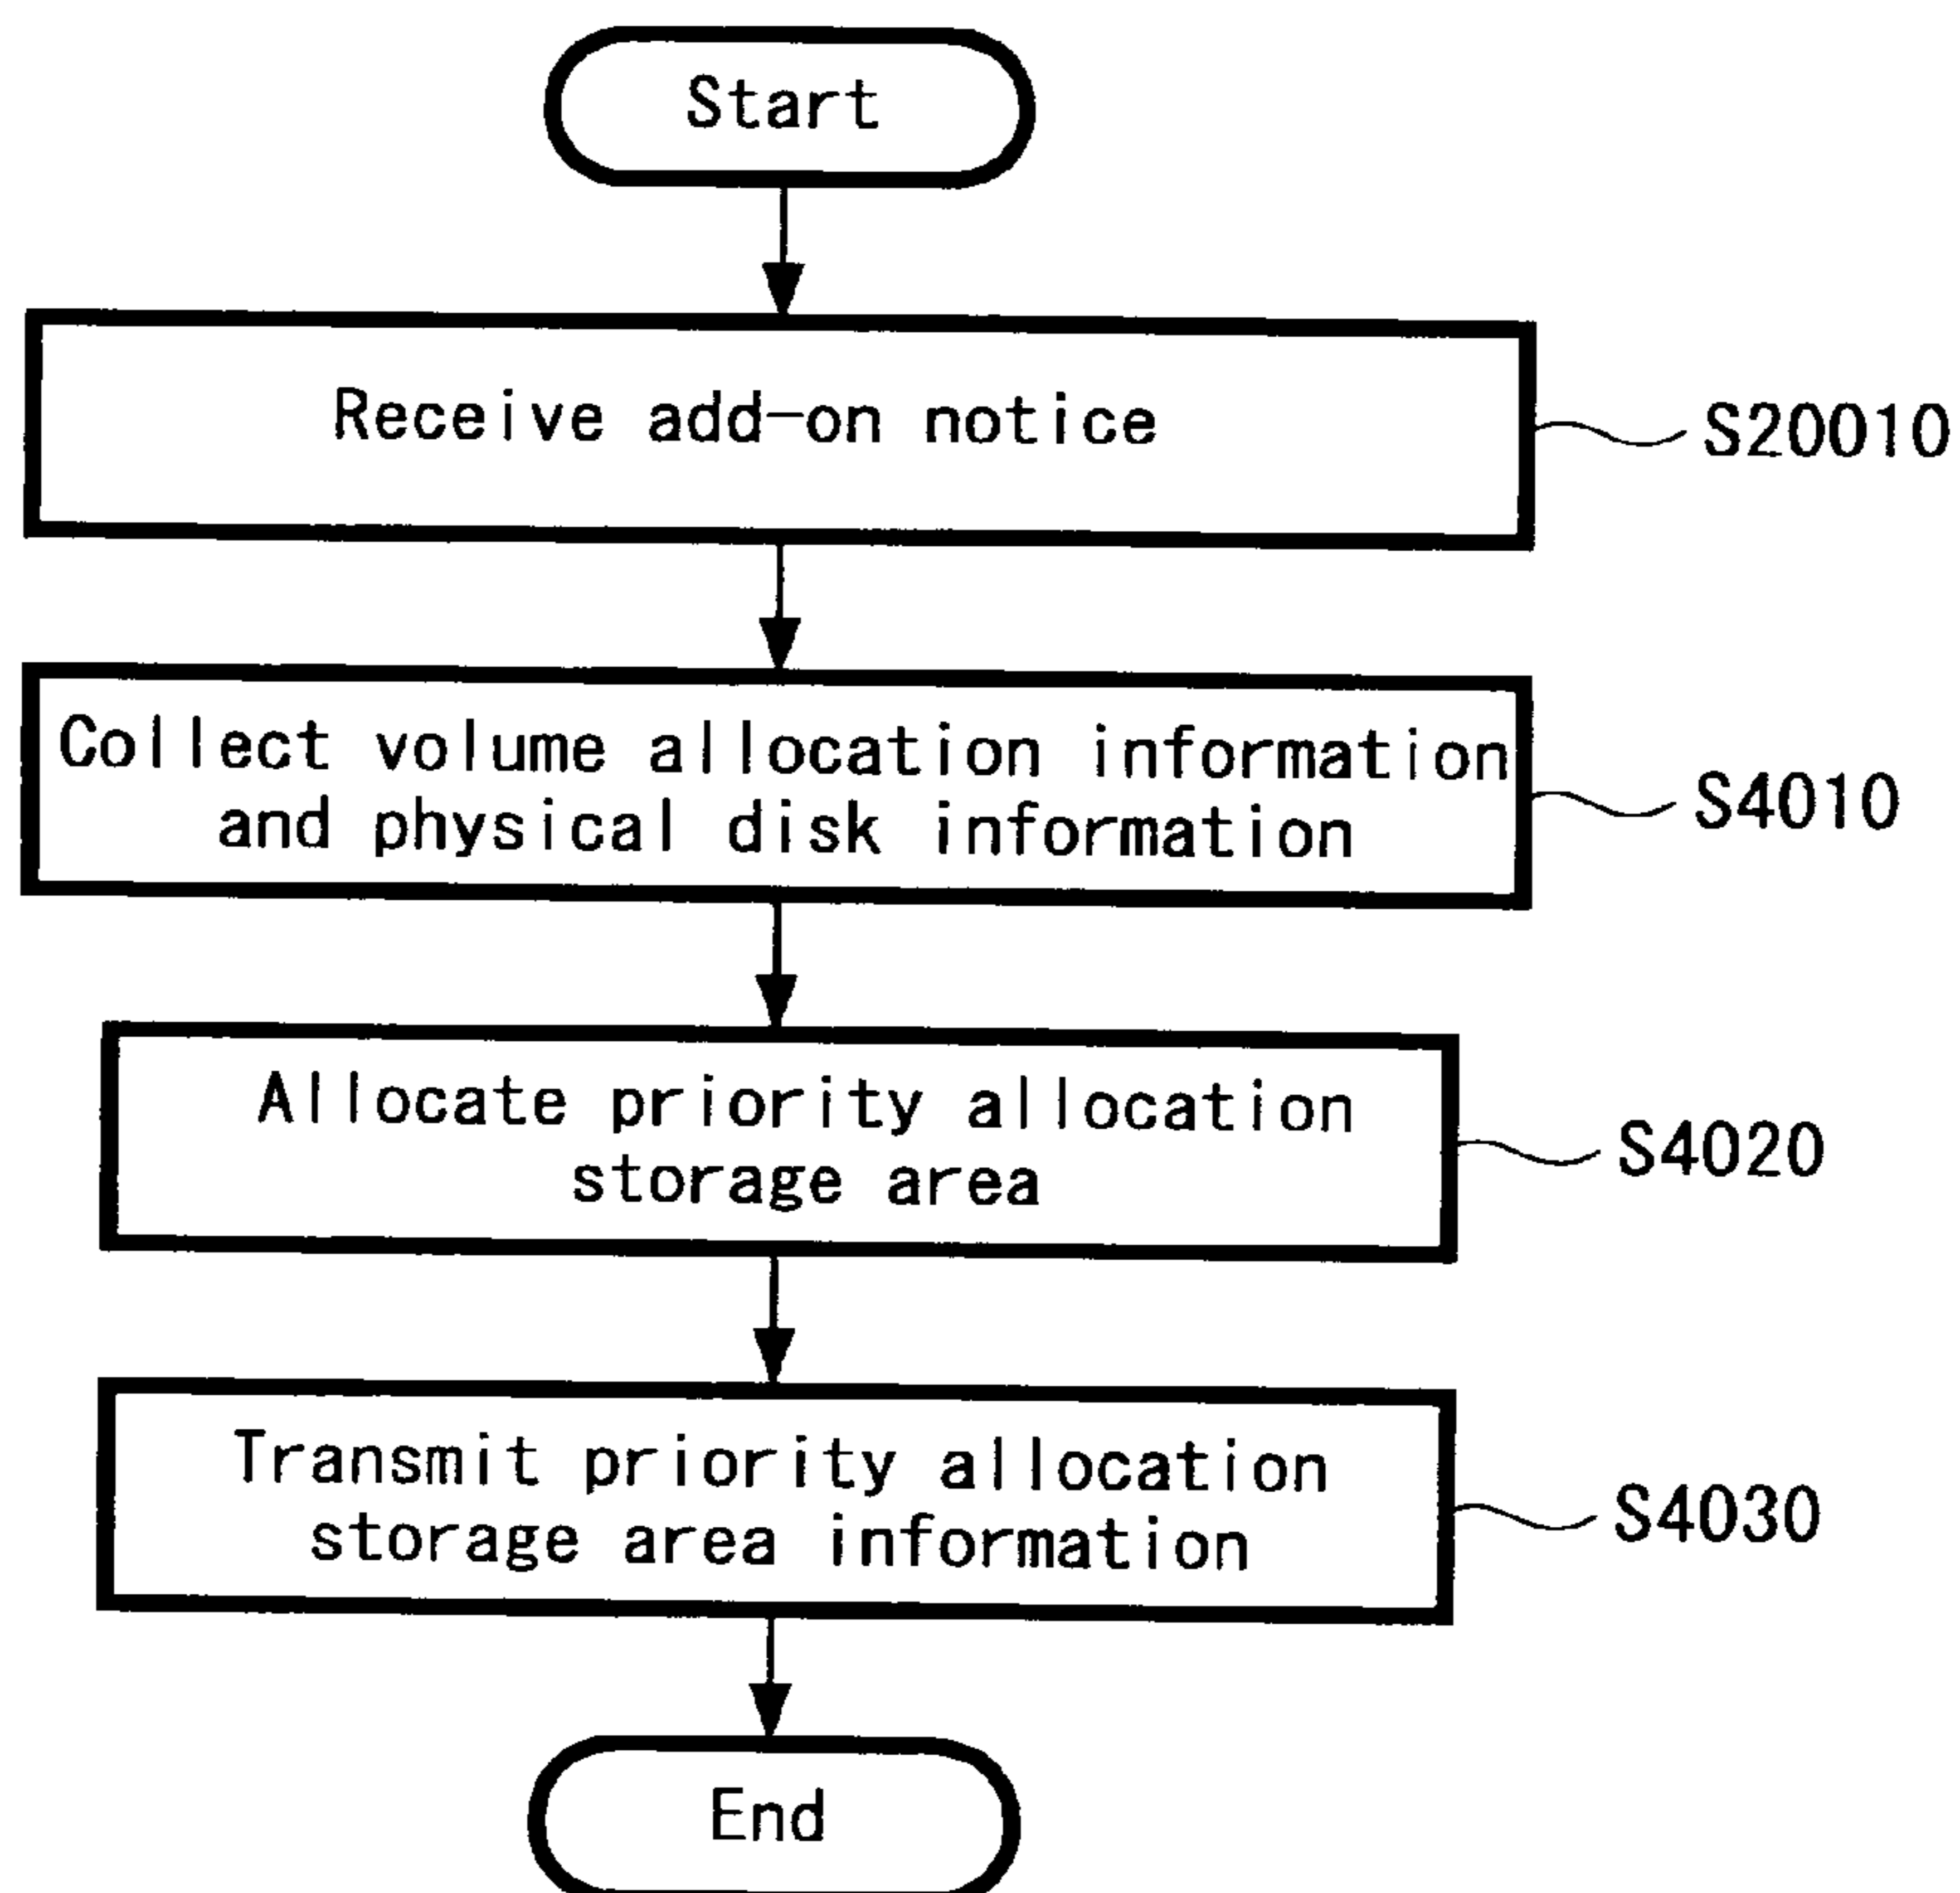 Start
Receive add-on notice
S20010
Collect volume allocation information
and physical disk information
S4010
Allocate priority allocation
storage area
S4020
Transmit priority allocation
storage area information
S4030
End